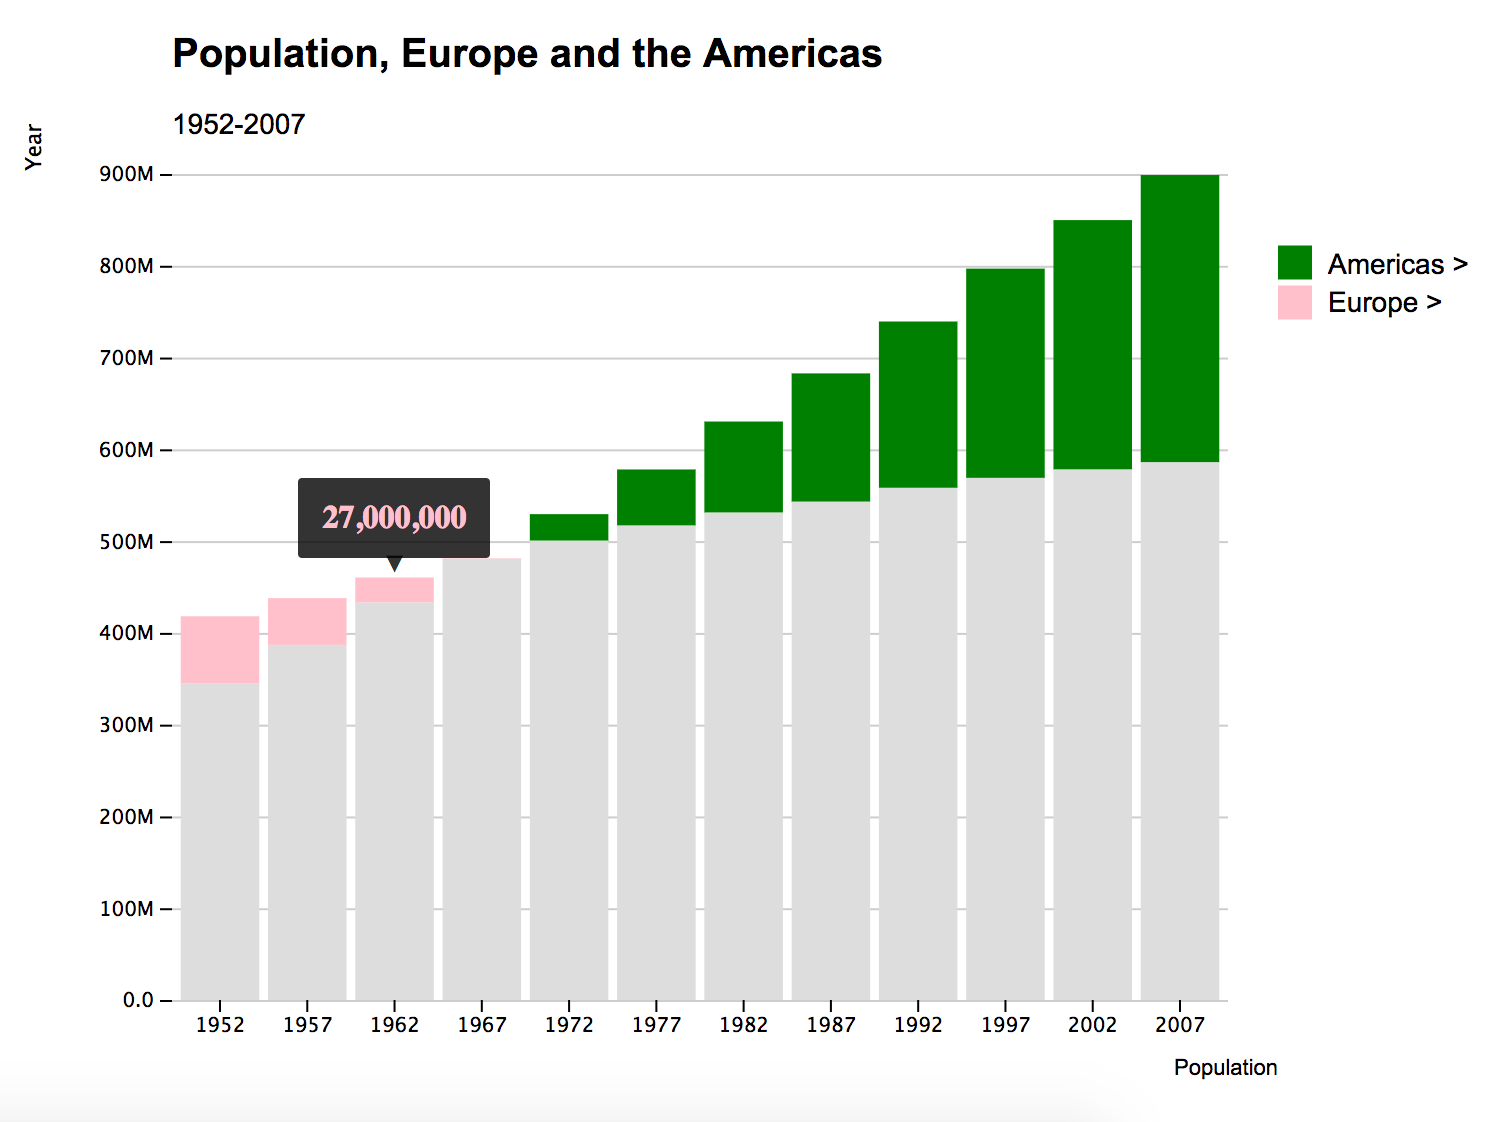 Population, Europe and the Americas
1952-2007
Year
900M
800M
700M
600M
500M
400M
300M
200M
100M
0.0
Americas >
Europe >
27,000,000
1952 1957 1962 1967 1972 1977 1982 1987 1992 1997 2002 2007
Population